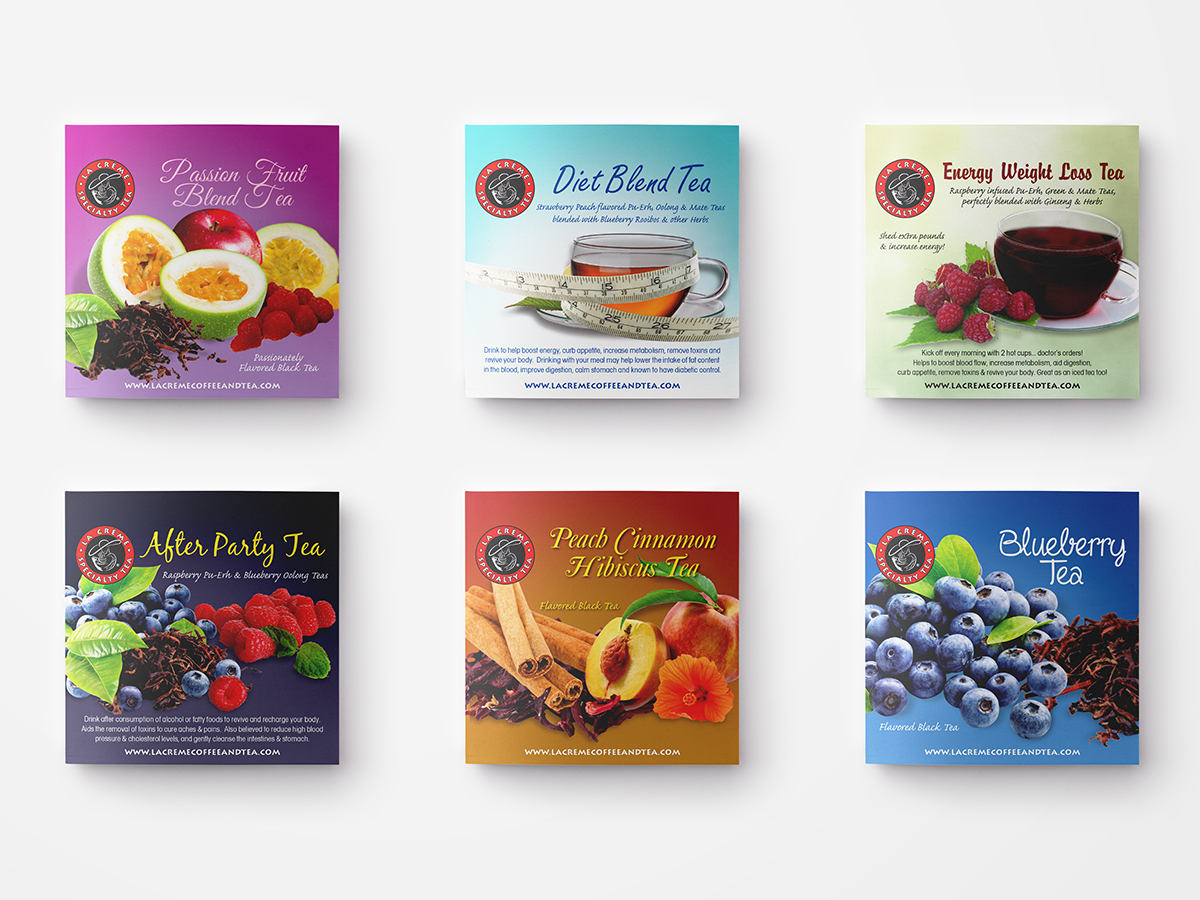 LA CREME
SPECIALTY TEA
Passion Fruit
Blend Tea
Passionately
Flavored Black Tea
WWW.LACREMECOFFEEANDTEA.COM
LA CREME
SPECIALTY TEA
Diet Blend Tea
Strawberry Peach flavored Pu-Erh, Oolong & Mate Teas
blended with Blueberry Rooibos & other Herbs
Drink to help boost energy, curb appetite, increase metabolism, remove toxins and
revive your body. Drinking with your meal may help lower the intake of fat content
in the blood, improve digestion, calm stomach and known to have diabetic control.
WWW.LACREMECOFFEEANDTEA.COM
LA CREME
SPECIALTY TEA
Energy Weight Loss Tea
Raspberry infused Pu-Erh, Green & Mate Teas,
perfectly blended with Ginseng & Herbs
Shed extra pounds
& increase energy!
Kick off every morning with 2 hot cups... doctor's orders!
Helps to boost blood flow, increase metabolism, aid digestion,
curb appetite, remove toxins & revive your body. Great as an iced tea too!
WWW.LACREMECOFFEEANDTEA.COM
LA CREME
SPECIALTY TEA
After Party Tea
Raspberry Pu-Erh & Blueberry Oolong Teas
Drink after consumption of alcohol or fatty foods to revive and recharge your body.
Aids the removal of toxins to cure aches & pains. Also believed to reduce high blood
pressure & cholesterol levels, and gently cleanse the intestines & stomach.
WWW.LACREMECOFFEEANDTEA.COM
LA CREME
SPECIALTY TEA
Peach Cinnamon
Hibiscus Tea
Flavored Black Tea
WWW.LACREMECOFFEEANDTEA.COM
LA CREME
SPECIALTY TEA
Blueberry
Tea
Flavored Black Tea
WWW.LACREMECOFFEEANDTEA.COM